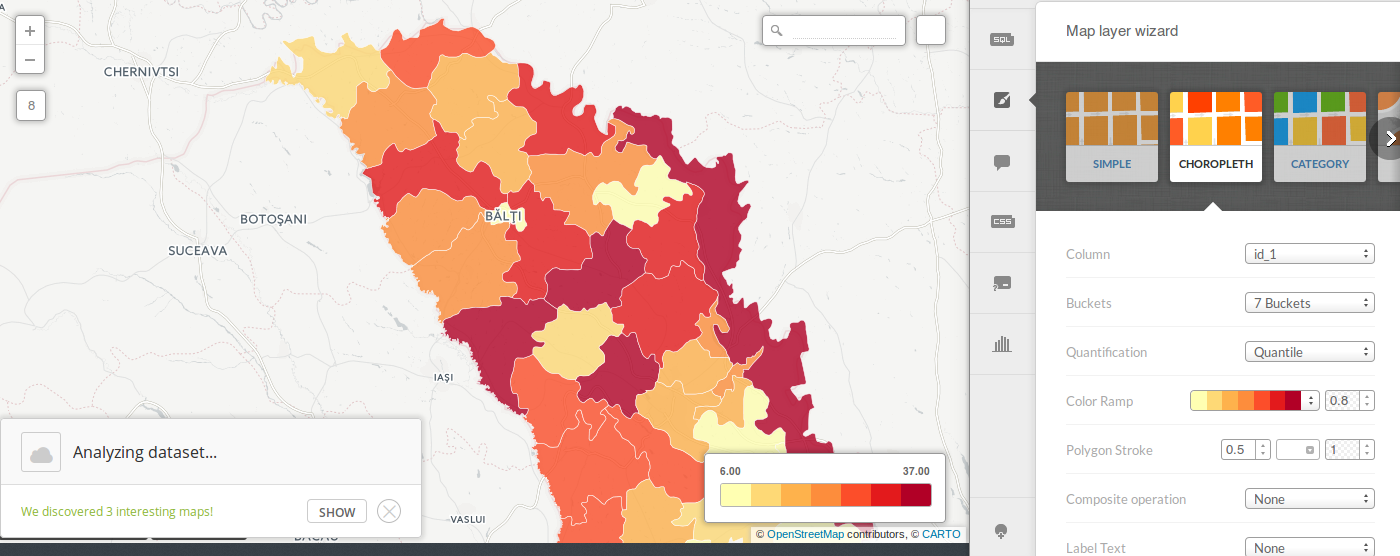 +
−
8
CHERNIVTSI
BOTOŞANI
SUCEAVA
BĂLȚI
IAŞI
VASLUI
BACĂU
Analyzing dataset...
We discovered 3 interesting maps!
SHOW
6.00 37.00
© OpenStreetMap contributors, © CARTO
SQL
CSS
Map layer wizard
SIMPLE
CHOROPLETH
CATEGORY
Column id_1
Buckets 7 Buckets
Quantification Quantile
Color Ramp 0.8
Polygon Stroke 0.5 1
Composite operation None
Label Text None